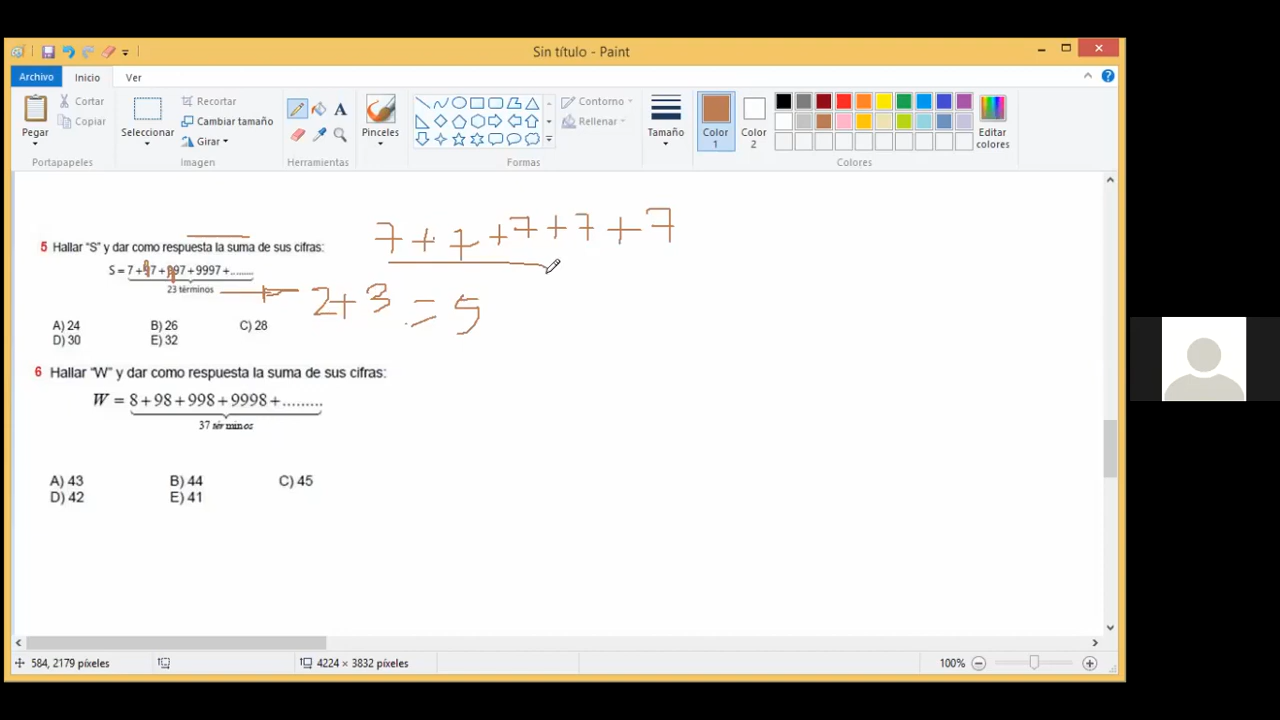 Sin título - Paint
Archivo Inicio Ver
Pegar
Cortar
Copiar
Portapapeles
Seleccionar
Recortar
Cambiar tamaño
Girar
Imagen
A
Herramientas
Pinceles
Formas
Contorno
Rellenar
Tamaño
Color 1
Color 2
Editar colores
Colores
7 + 7 + 7 + 7 + 7
5 Hallar "S" y dar como respuesta la suma de sus cifras:
S = 7 + 97 + 997 + 9997 + ........
23 términos
2 + 3 = 5
A) 24 B) 26 C) 28
D) 30 E) 32
6 Hallar "W" y dar como respuesta la suma de sus cifras:
W = 8 + 98 + 998 + 9998 + .........
37 términos
A) 43 B) 44 C) 45
D) 42 E) 41
584, 2179 píxeles 4224 × 3832 píxeles 100%